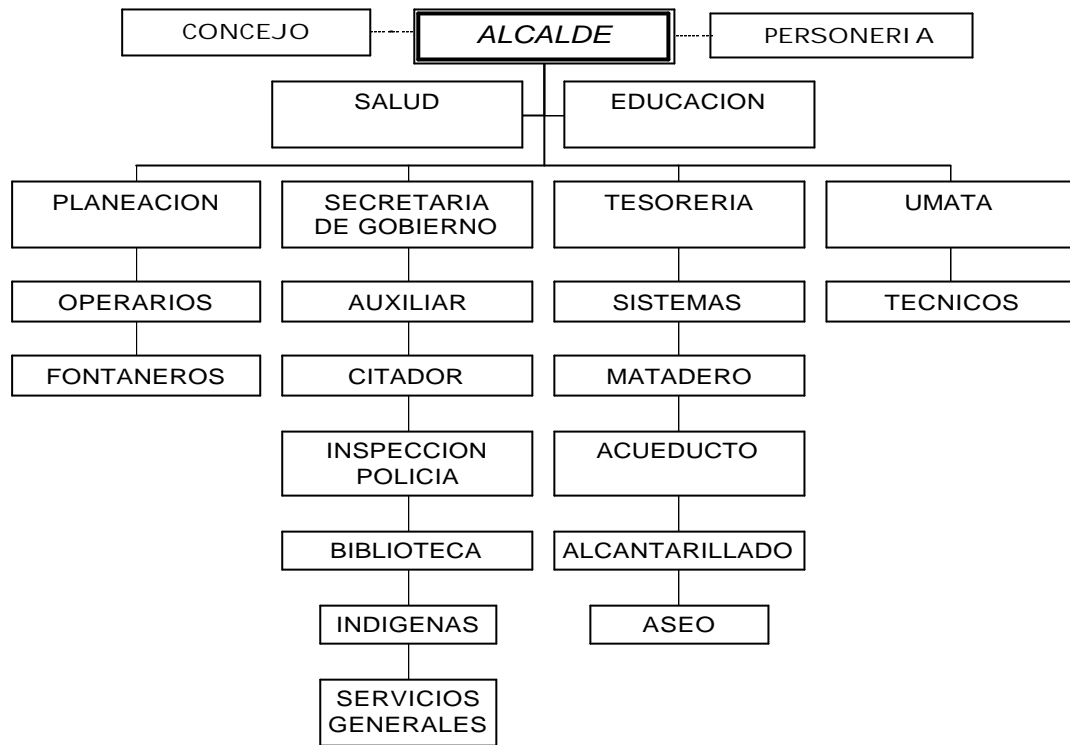 CONCEJO
ALCALDE
PERSONERIA
SALUD
EDUCACION
PLANEACION
SECRETARIA
DE GOBIERNO
TESORERIA
UMATA
OPERARIOS
AUXILIAR
SISTEMAS
TECNICOS
FONTANEROS
CITADOR
MATADERO
INSPECCION
POLICIA
ACUEDUCTO
BIBLIOTECA
ALCANTARILLADO
INDIGENAS
ASEO
SERVICIOS
GENERALES